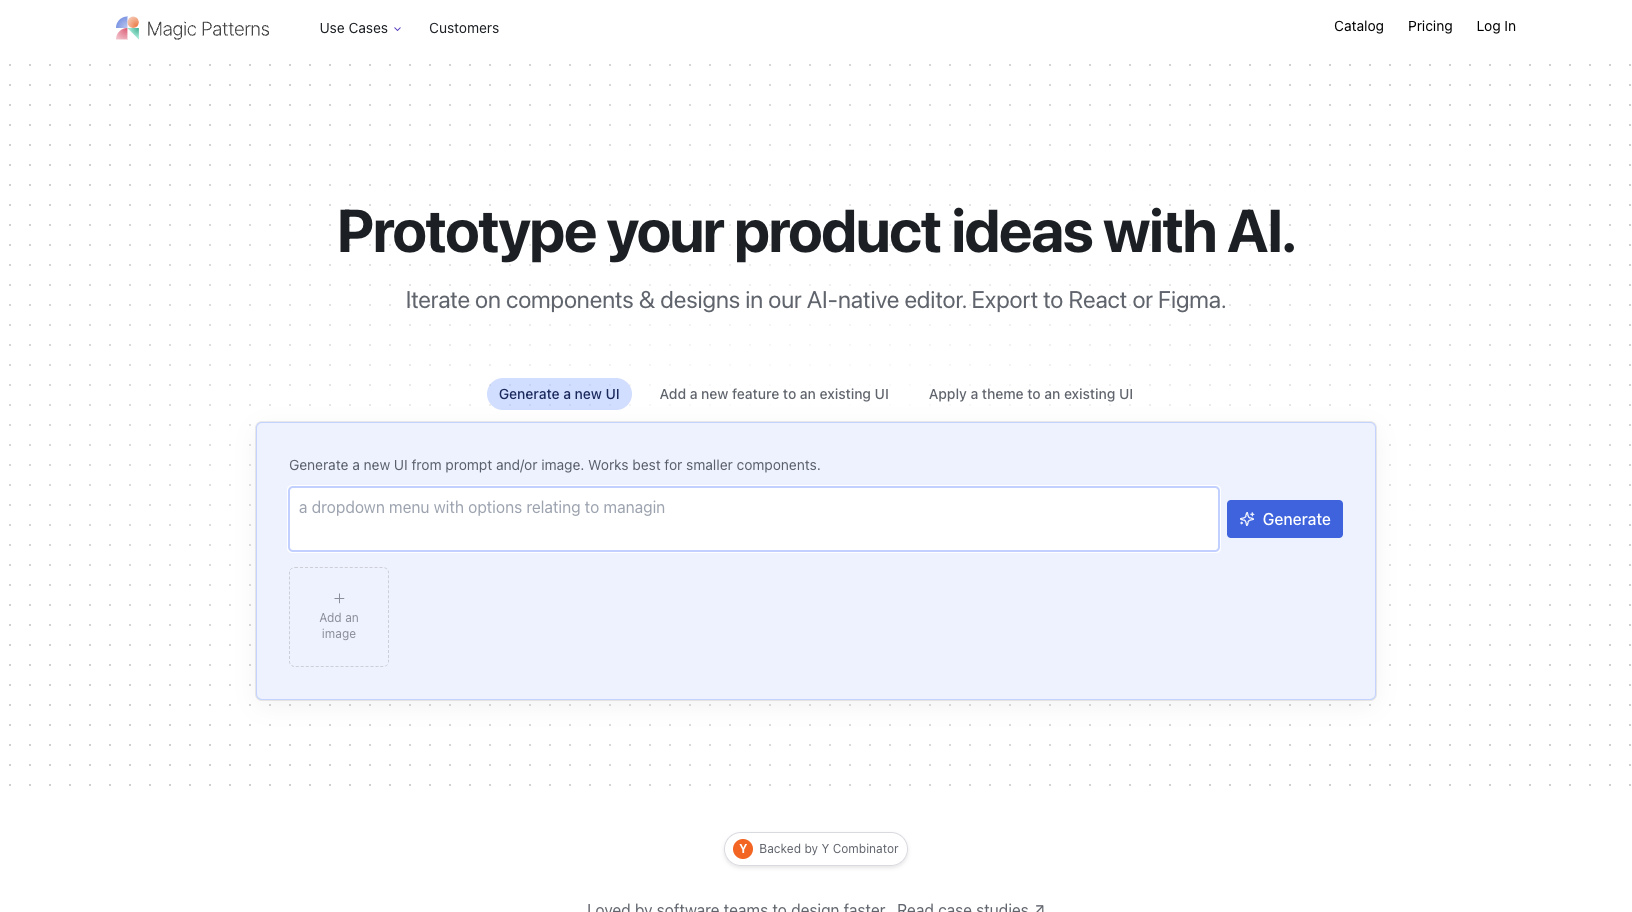 Magic Patterns
Use Cases
Customers
Catalog
Pricing
Log In
Prototype your product ideas with AI.
Iterate on components & designs in our AI-native editor. Export to React or Figma.
Generate a new UI
Add a new feature to an existing UI
Apply a theme to an existing UI
Generate a new UI from prompt and/or image. Works best for smaller components.
a dropdown menu with options relating to managin
Generate
Add an
image
Y Backed by Y Combinator
Loved by software teams to design faster. Read case studies ↗